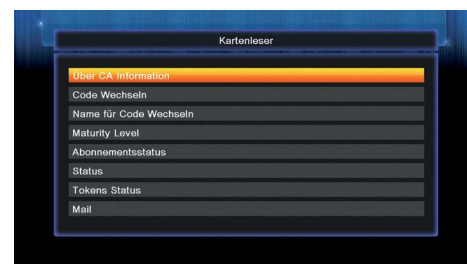 Kartenleser
Über CA Information
Code Wechseln
Name für Code Wechseln
Maturity Level
Abonnementsstatus
Status
Tokens Status
Mail